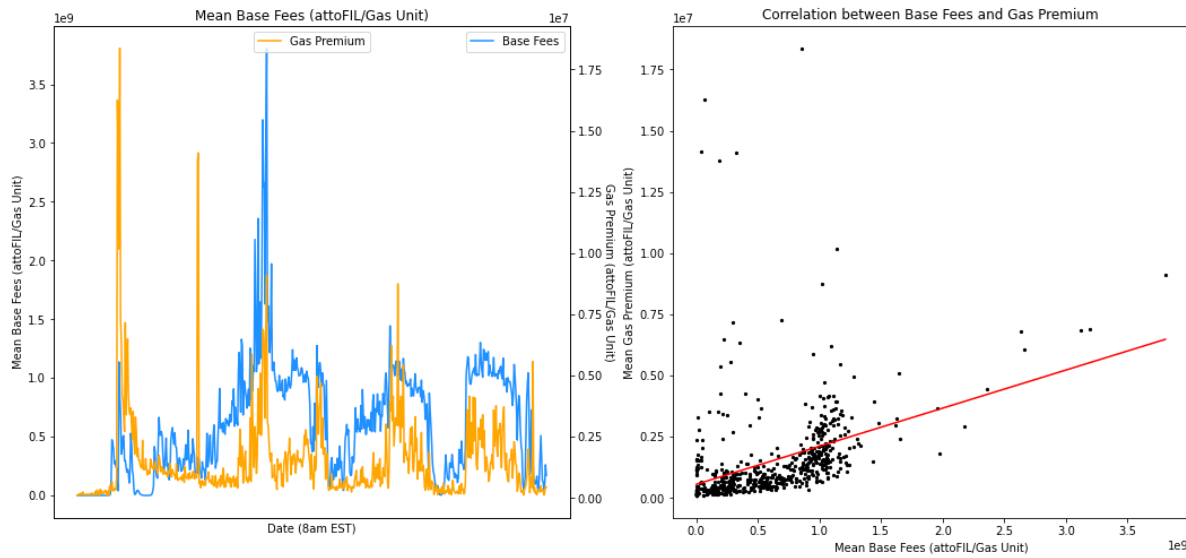 Mean Base Fees (attoFIL/Gas Unit)
1e9
1e7
Gas Premium
Base Fees
3.5
3.0
2.5
2.0
1.5
1.0
0.5
0.0
Mean Base Fees (attoFIL/Gas Unit)
1.75
1.50
1.25
1.00
0.75
0.50
0.25
0.00
Gas Premium (attoFIL/Gas Unit)
Date (8am EST)
Correlation between Base Fees and Gas Premium
1e7
1.75
1.50
1.25
1.00
0.75
0.50
0.25
0.00
Mean Gas Premium (attoFIL/Gas Unit)
0.0
0.5
1.0
1.5
2.0
2.5
3.0
3.5
Mean Base Fees (attoFIL/Gas Unit)
1e9